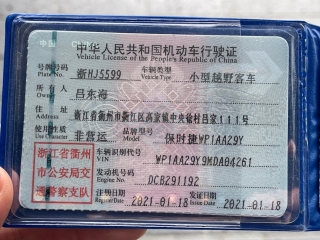 中华人民共和国机动车行驶证
Vehicle License of the People's Republic of China
号牌号码 Plate No. 浙HJ5599 车辆类型 Vehicle Type 小型越野客车
所有人 Owner 吕东海
住址 Address 浙江省衢州市衢江区高家镇中央徐村吕家111号
使用性质 Use Character 非营运 品牌型号 Model 保时捷WP1AA29Y
浙江省衢州市公安局交通警察支队
车辆识别代号 VIN WP1AA29Y9MDA04261
发动机号码 Engine No. DCB291192
注册日期 Register Date 2021-01-18 发证日期 Issue Date 2021-01-18